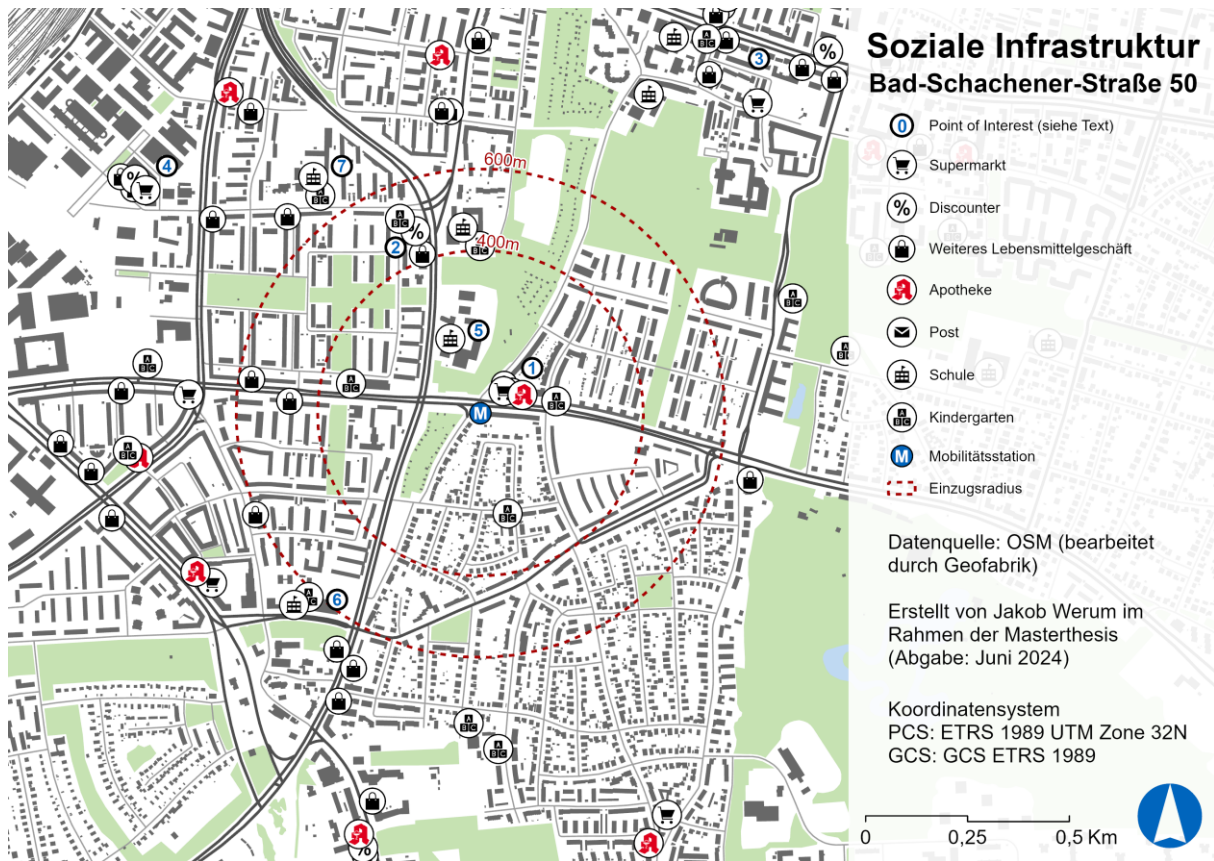 Soziale Infrastruktur
Bad-Schachener-Straße 50
0 Point of Interest (siehe Text)
Supermarkt
% Discounter
Weiteres Lebensmittelgeschäft
Apotheke
Post
Schule
A B C Kindergarten
M Mobilitätsstation
Einzugsradius
Datenquelle: OSM (bearbeitet
durch Geofabrik)
Erstellt von Jakob Werum im
Rahmen der Masterthesis
(Abgabe: Juni 2024)
Koordinatensystem
PCS: ETRS 1989 UTM Zone 32N
GCS: GCS ETRS 1989
0 0,25 0,5 Km
3
4
7
600m
2
400m
5
1
M
6